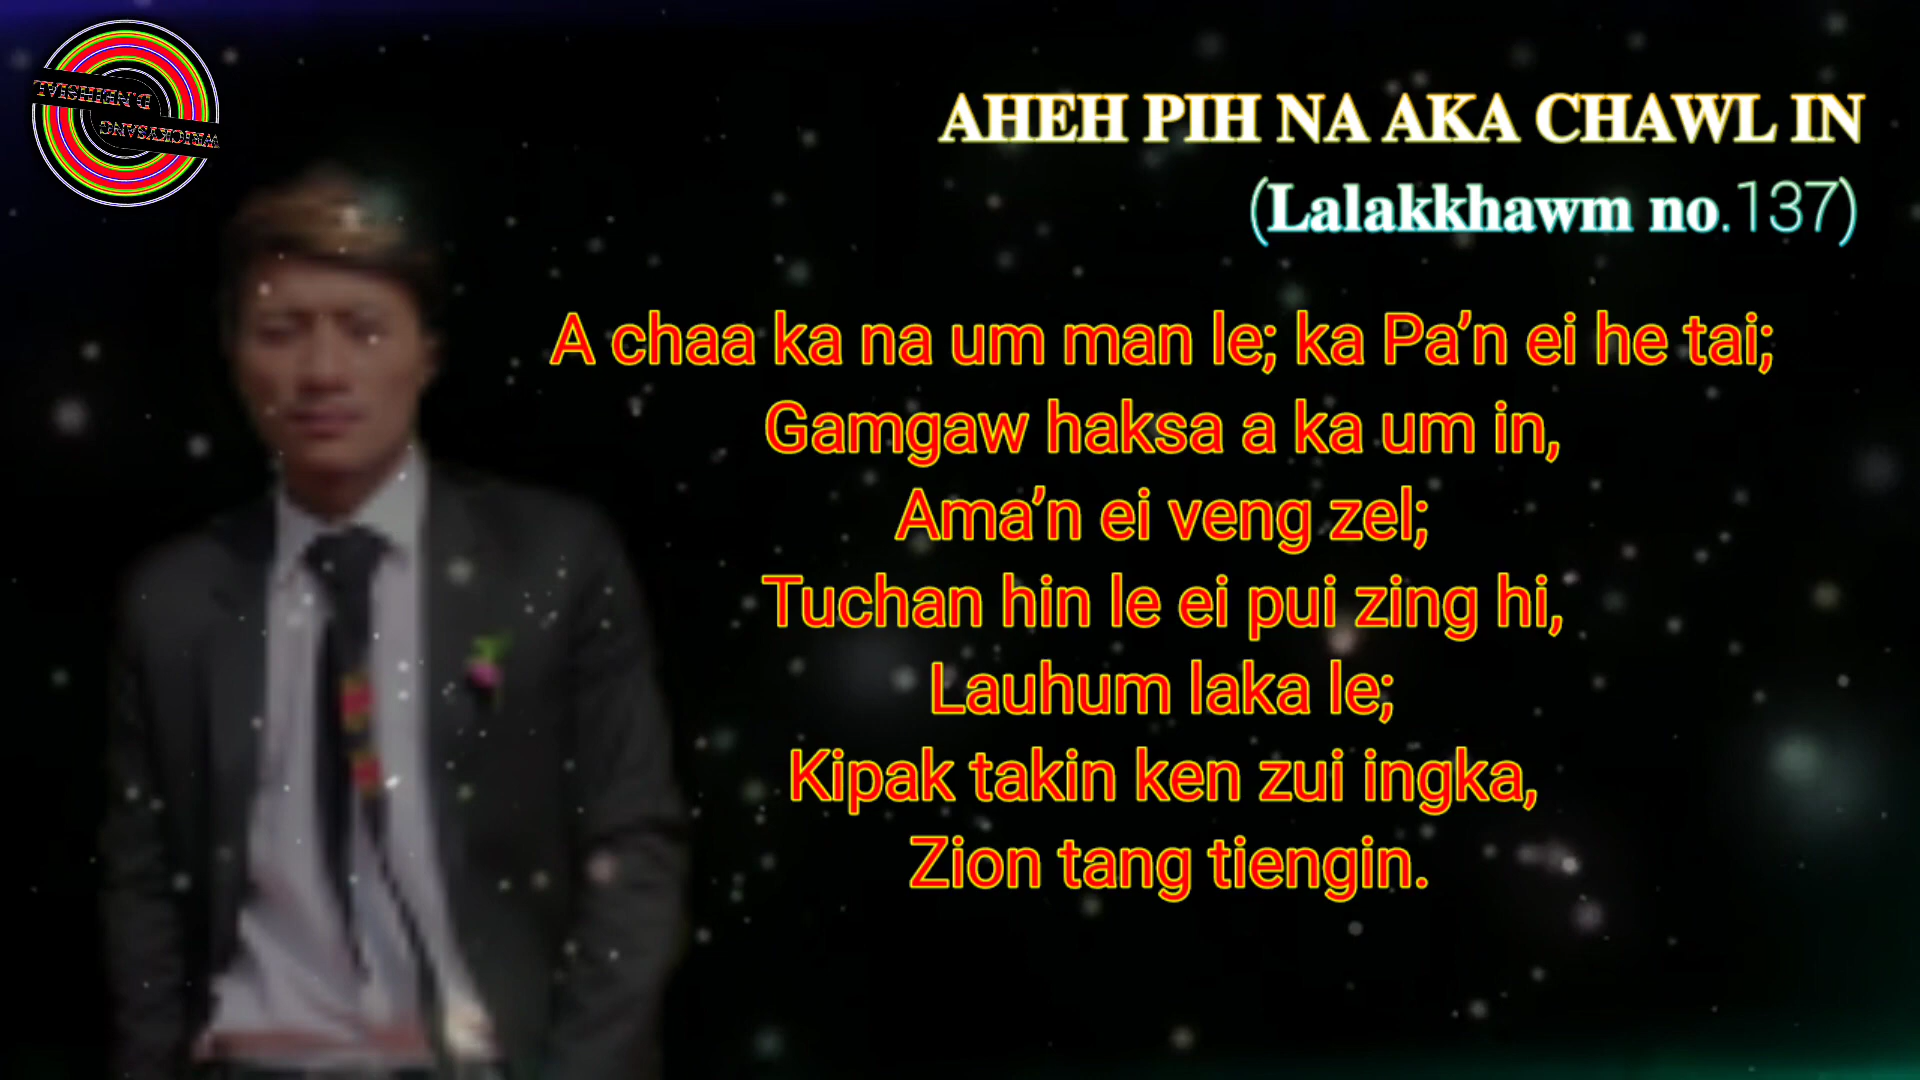 D.NEIHSIAL
WRICKYSANG
AHEH PIH NA AKA CHAWL IN
(Lalakkhawm no.137)
A chaa ka na um man le; ka Pa’n ei he tai;
Gamgaw haksa a ka um in,
Ama’n ei veng zel;
Tuchan hin le ei pui zing hi,
Lauhum laka le;
Kipak takin ken zui ingka,
Zion tang tiengin.